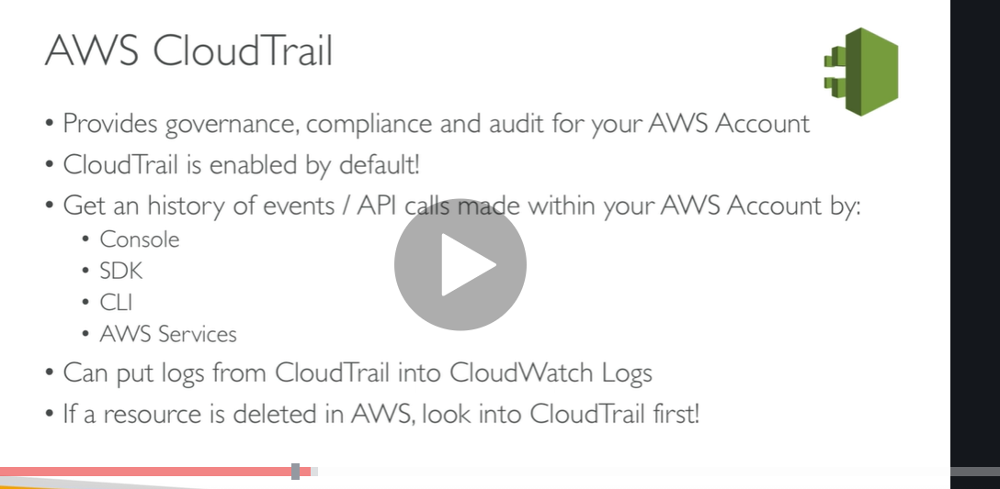 AWS CloudTrail
• Provides governance, compliance and audit for your AWS Account
• CloudTrail is enabled by default!
• Get an history of events / API calls made within your AWS Account by:
• Console
• SDK
• CLI
• AWS Services
• Can put logs from CloudTrail into CloudWatch Logs
• If a resource is deleted in AWS, look into CloudTrail first!